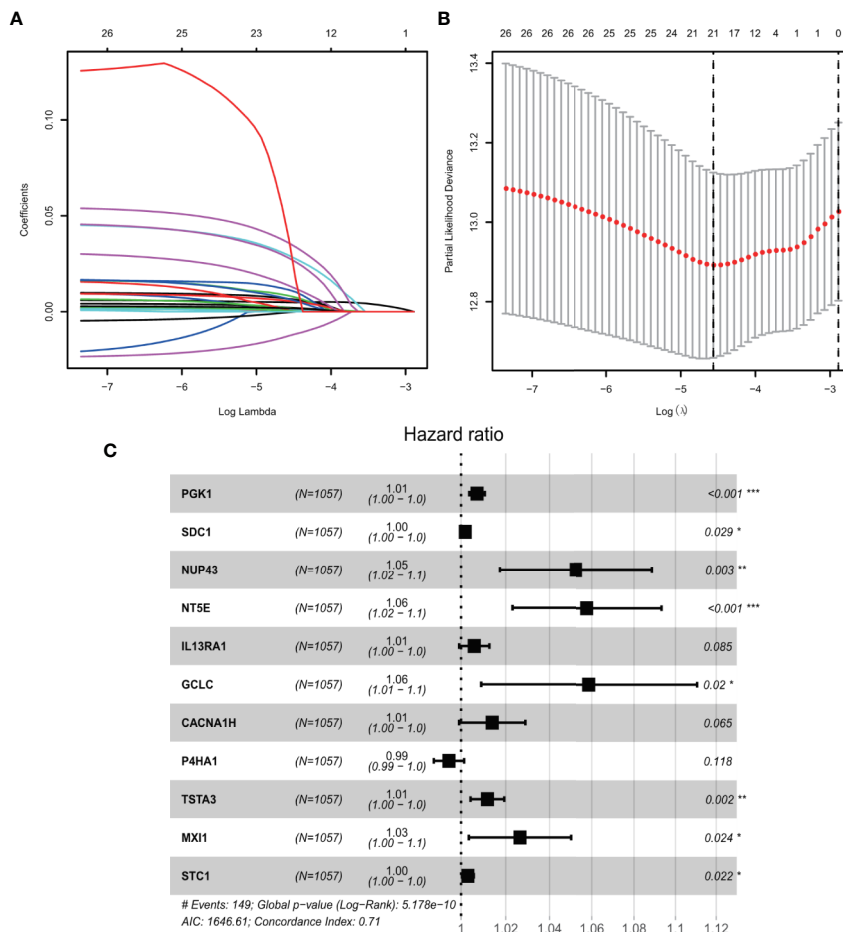 A
26 25 23 12 1
0.10
0.05
0.00
Coefficients
−7 −6 −5 −4 −3
Log Lambda
B
26 26 26 26 26 25 25 25 24 21 21 17 12 4 1 1 0
13.4
13.2
13.0
12.8
Partial Likelihood Deviance
−7 −6 −5 −4 −3
Log (λ)
C
Hazard ratio
PGK1 (N=1057) 1.01 (1.00 − 1.0) <0.001 ***
SDC1 (N=1057) 1.00 (1.00 − 1.0) 0.029 *
NUP43 (N=1057) 1.05 (1.02 − 1.1) 0.003 **
NT5E (N=1057) 1.06 (1.02 − 1.1) <0.001 ***
IL13RA1 (N=1057) 1.01 (1.00 − 1.0) 0.085
GCLC (N=1057) 1.06 (1.01 − 1.1) 0.02 *
CACNA1H (N=1057) 1.01 (1.00 − 1.0) 0.065
P4HA1 (N=1057) 0.99 (0.99 − 1.0) 0.118
TSTA3 (N=1057) 1.01 (1.00 − 1.0) 0.002 **
MXI1 (N=1057) 1.03 (1.00 − 1.1) 0.024 *
STC1 (N=1057) 1.00 (1.00 − 1.0) 0.022 *
# Events: 149; Global p−value (Log−Rank): 5.178e−10
AIC: 1646.61; Concordance Index: 0.71
1 1.02 1.04 1.06 1.08 1.1 1.12